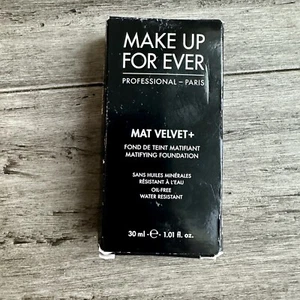 MAKE UP
FOR EVER
PROFESSIONAL – PARIS
MAT VELVET+
FOND DE TEINT MATIFIANT
MATIFYING FOUNDATION
SANS HUILES MINÉRALES
RÉSISTANT À L'EAU
OIL-FREE
WATER RESISTANT
30 ml - ℮ - 1.01 fl. oz.